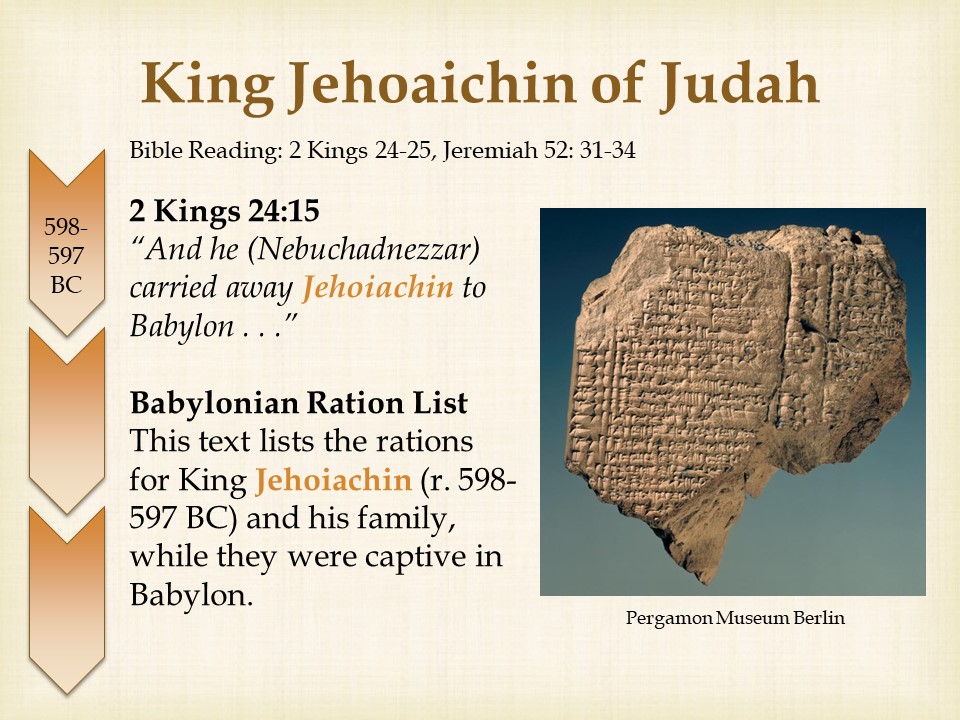 King Jehoaichin of Judah
Bible Reading: 2 Kings 24-25, Jeremiah 52: 31-34
598-
597
BC
2 Kings 24:15
“And he (Nebuchadnezzar)
carried away Jehoiachin to
Babylon . . .”
Babylonian Ration List
This text lists the rations
for King Jehoiachin (r. 598-
597 BC) and his family,
while they were captive in
Babylon.
Pergamon Museum Berlin